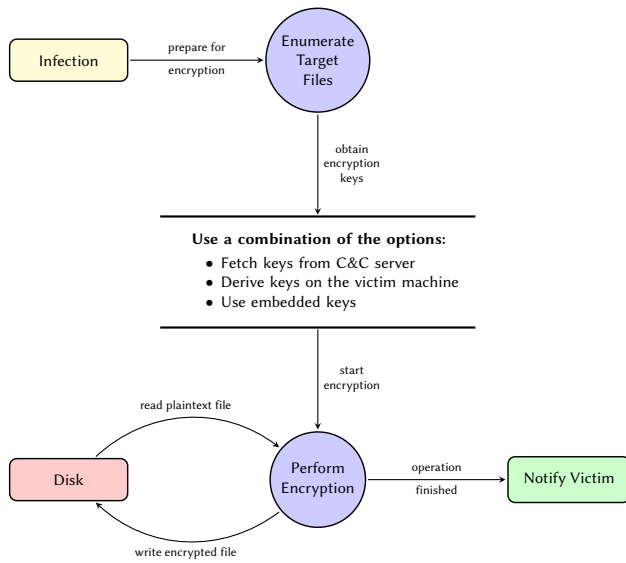 Infection
prepare for
encryption
Enumerate
Target
Files
obtain
encryption
keys
Use a combination of the options:
• Fetch keys from C&C server
• Derive keys on the victim machine
• Use embedded keys
start
encryption
read plaintext file
Disk
Perform
Encryption
operation
finished
Notify Victim
write encrypted file